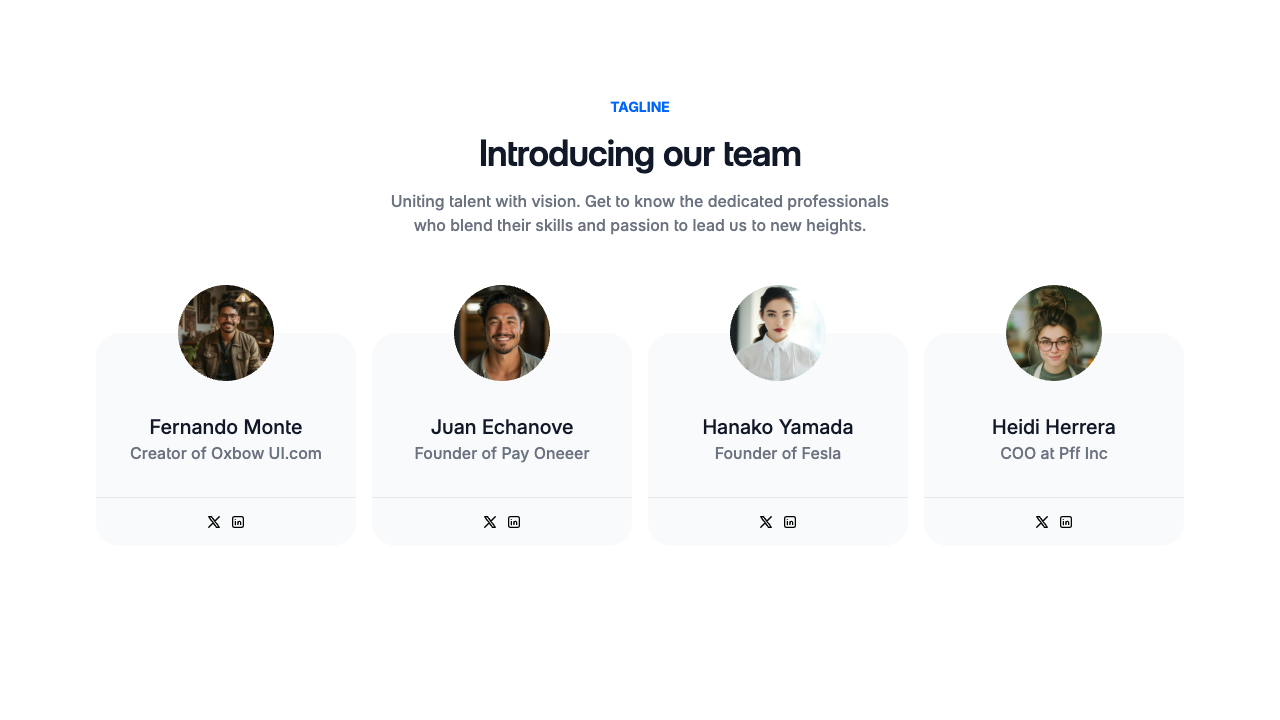 TAGLINE
Introducing our team
Uniting talent with vision. Get to know the dedicated professionals
who blend their skills and passion to lead us to new heights.
Fernando Monte
Creator of Oxbow UI.com
Juan Echanove
Founder of Pay Oneeer
Hanako Yamada
Founder of Fesla
Heidi Herrera
COO at Pff Inc